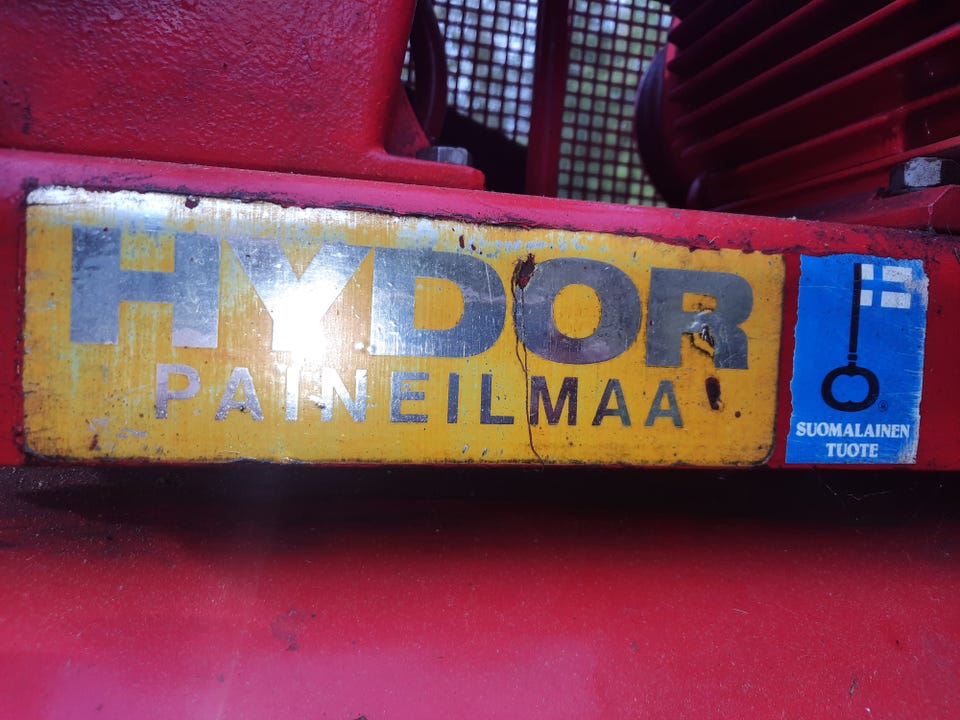 HYDOR
PAINEILMAA
SUOMALAINEN
TUOTE